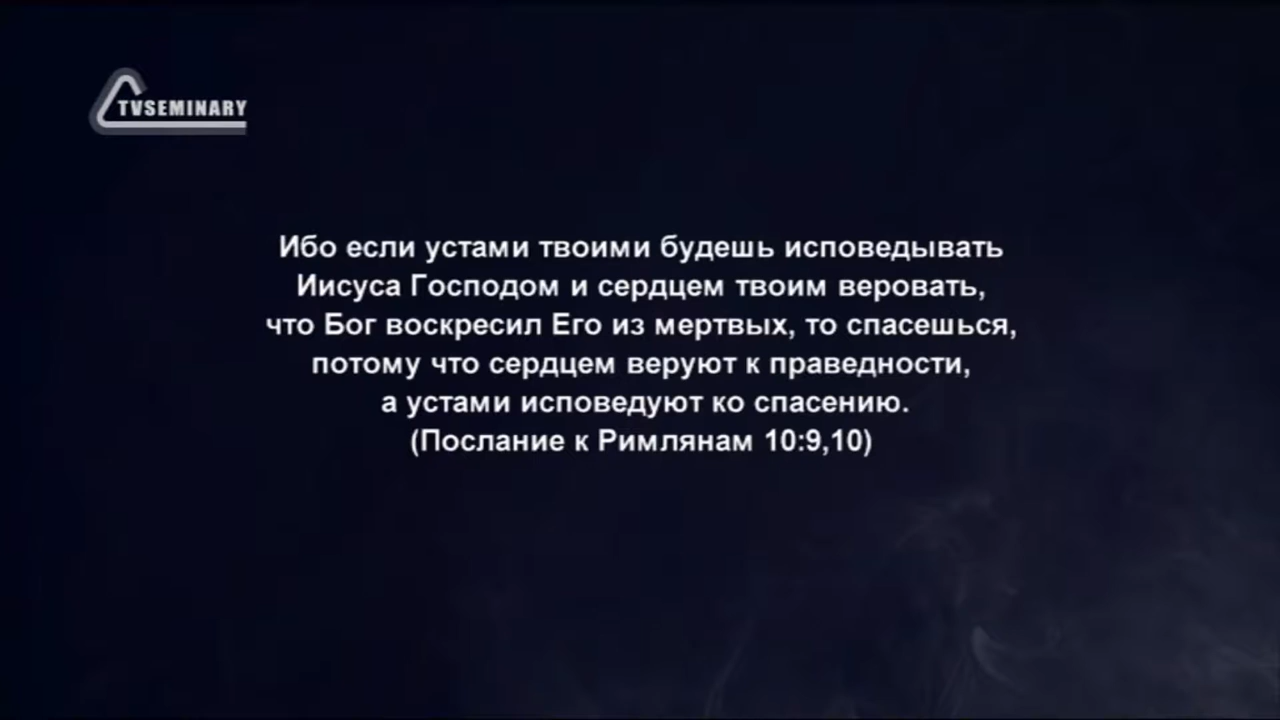 TVSEMINARY
Ибо если устами твоими будешь исповедывать
Иисуса Господом и сердцем твоим веровать,
что Бог воскресил Его из мертвых, то спасешься,
потому что сердцем веруют к праведности,
а устами исповедуют ко спасению.
(Послание к Римлянам 10:9,10)